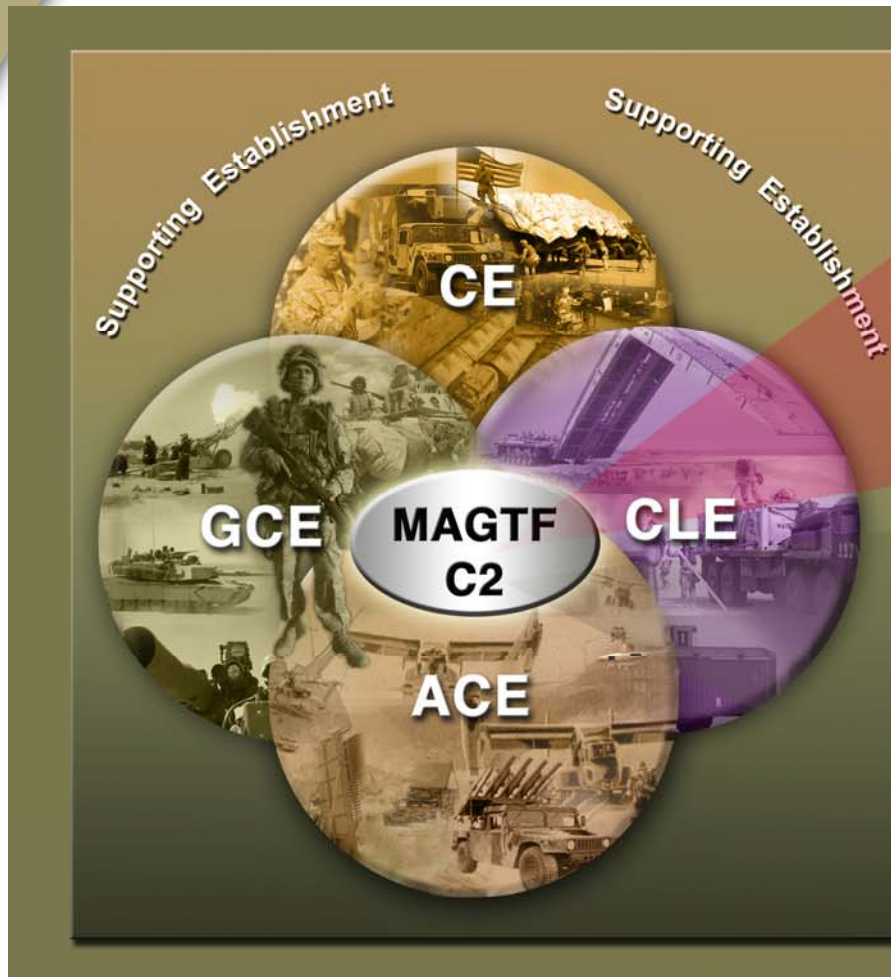 Supporting Establishment
Supporting Establishment
CE
GCE
MAGTF
C2
CLE
ACE